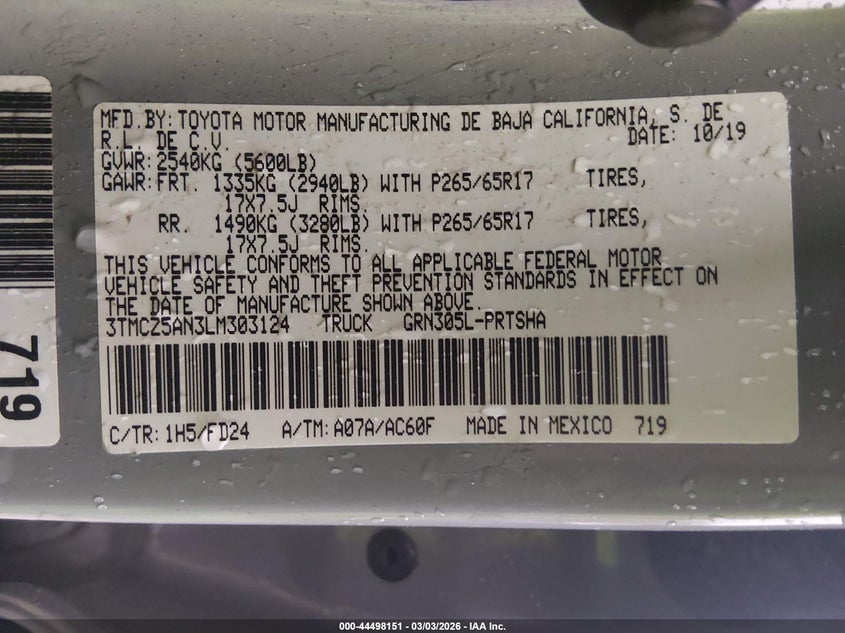 MFD.BY:TOYOTA MOTOR MANUFACTURING DE BAJA CALIFORNIA, S. DE
R.L. DE C.V. DATE: 10/19
GVWR:2540KG (5600LB)
GAWR:FRT. 1335KG (2940LB) WITH P265/65R17 TIRES,
17X7.5J RIMS.
RR. 1490KG (3280LB) WITH P265/65R17 TIRES,
17X7.5J RIMS.
THIS VEHICLE CONFORMS TO ALL APPLICABLE FEDERAL MOTOR
VEHICLE SAFETY AND THEFT PREVENTION STANDARDS IN EFFECT ON
THE DATE OF MANUFACTURE SHOWN ABOVE.
3TMCZ5AN3LM303124 TRUCK GRN305L-PRTSHA
C/TR:1H5/FD24 A/TM:A07A/AC60F MADE IN MEXICO 719
719
000-44498151 | 03/03/2026 | IAA Inc.